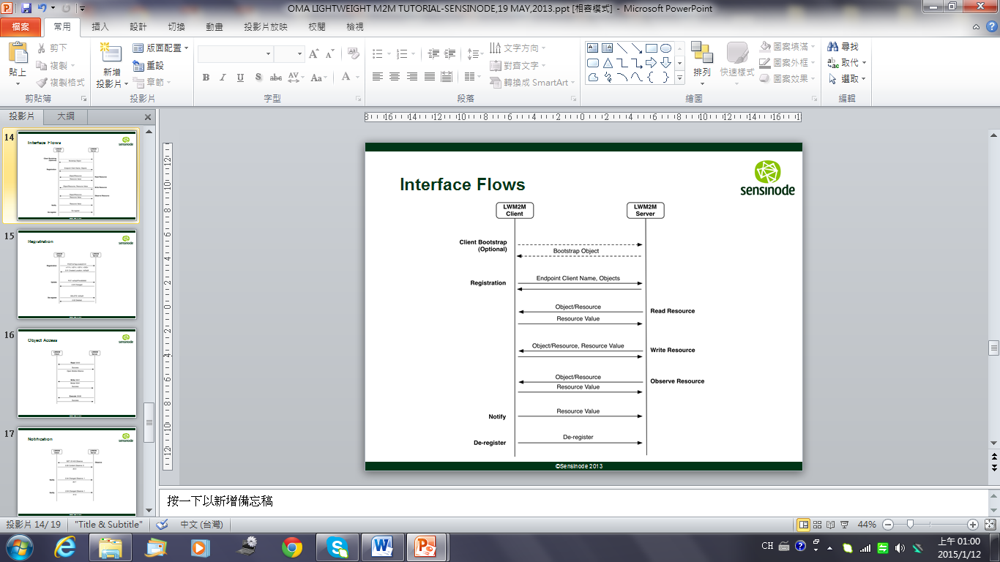 OMA LIGHTWEIGHT M2M TUTORIAL-SENSINODE,19 MAY,2013.ppt [相容模式] - Microsoft PowerPoint
檔案 常用 插入 設計 切換 動畫 投影片放映 校閱 檢視
貼上
剪下
複製
複製格式
剪貼簿
新增
投影片
版面配置
重設
章節
投影片
B I U S abc AV Aa A
字型
文字方向
對齊文字
轉換成 SmartArt
段落
排列
快速樣式
圖案填滿
圖案外框
圖案效果
繪圖
尋找
取代
選取
編輯
投影片 大綱
14
Interface Flows
sensinode
15
Registration
sensinode
16
Object Access
sensinode
17
Notification
sensinode
Interface Flows
sensinode
LWM2M
Client
LWM2M
Server
Client Bootstrap
(Optional)
Bootstrap Object
Registration
Endpoint Client Name, Objects
Object/Resource
Read Resource
Resource Value
Object/Resource, Resource Value
Write Resource
Object/Resource
Observe Resource
Resource Value
Resource Value
Notify
De-register
De-register
©Sensinode 2013
按一下以新增備忘稿
投影片 14/ 19 "Title & Subtitle" 中文 (台灣) 44%
CH
上午 01:00
2015/1/12